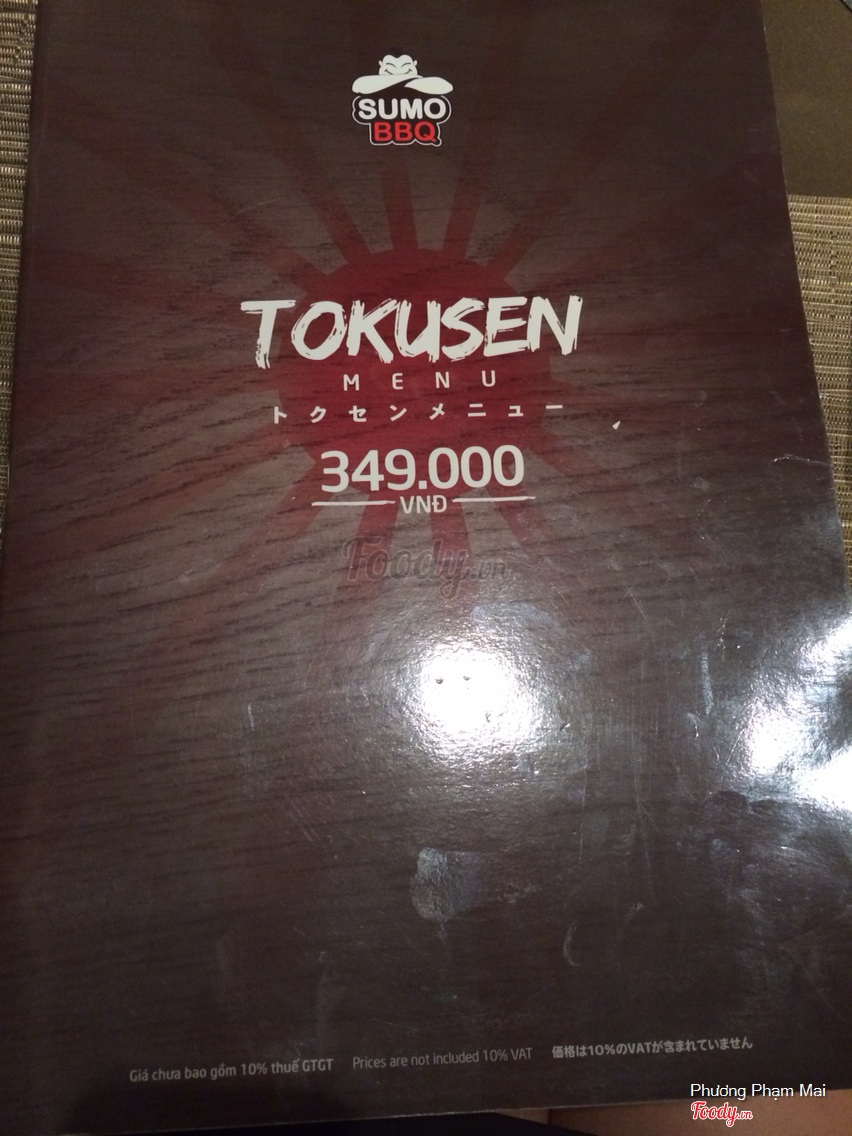 SUMO
BBQ
TOKUSEN
MENU
トクセンメニュー
349.000
VNĐ
Foody.vn
Giá chưa bao gồm 10% thuế GTGT Prices are not included 10% VAT 価格は10%のVATが含まれていません
Phương Phạm Mai
Foody.vn